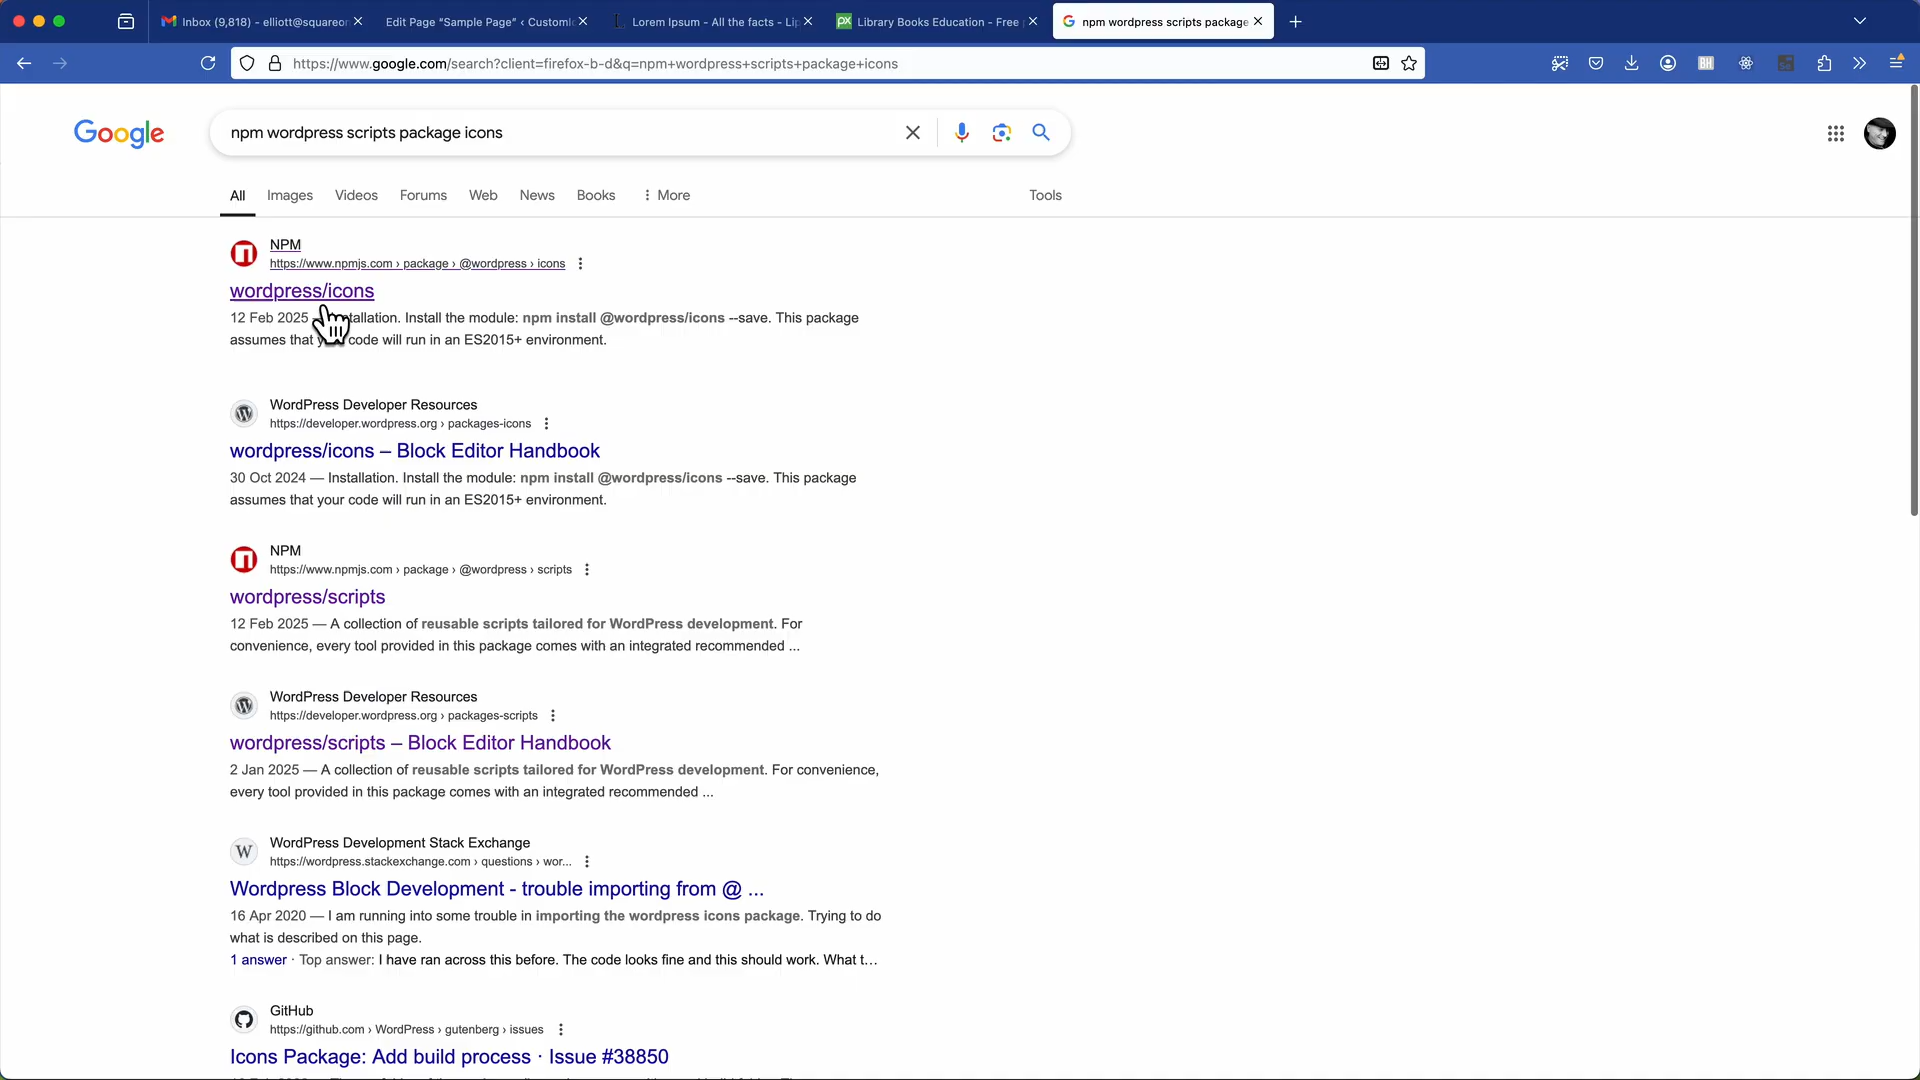 Inbox (9,818) - elliott@squareor
Edit Page “Sample Page” ‹ Customi
Lorem Ipsum - All the facts - Lip
Library Books Education - Free
npm wordpress scripts package
https://www.google.com/search?client=firefox-b-d&q=npm+wordpress+scripts+package+icons
Google
npm wordpress scripts package icons
All
Images
Videos
Forums
Web
News
Books
More
Tools
NPM
https://www.npmjs.com › package › @wordpress › icons
wordpress/icons
12 Feb 2025 — tallation. Install the module: npm install @wordpress/icons --save. This package
assumes that your code will run in an ES2015+ environment.
WordPress Developer Resources
https://developer.wordpress.org › packages-icons
wordpress/icons – Block Editor Handbook
30 Oct 2024 — Installation. Install the module: npm install @wordpress/icons --save. This package
assumes that your code will run in an ES2015+ environment.
NPM
https://www.npmjs.com › package › @wordpress › scripts
wordpress/scripts
12 Feb 2025 — A collection of reusable scripts tailored for WordPress development. For
convenience, every tool provided in this package comes with an integrated recommended ...
WordPress Developer Resources
https://developer.wordpress.org › packages-scripts
wordpress/scripts – Block Editor Handbook
2 Jan 2025 — A collection of reusable scripts tailored for WordPress development. For convenience,
every tool provided in this package comes with an integrated recommended ...
WordPress Development Stack Exchange
https://wordpress.stackexchange.com › questions › wor...
Wordpress Block Development - trouble importing from @ ...
16 Apr 2020 — I am running into some trouble in importing the wordpress icons package. Trying to do
what is described on this page.
1 answer · Top answer: I have ran across this before. The code looks fine and this should work. What t…
GitHub
https://github.com › WordPress › gutenberg › issues
Icons Package: Add build process · Issue #38850